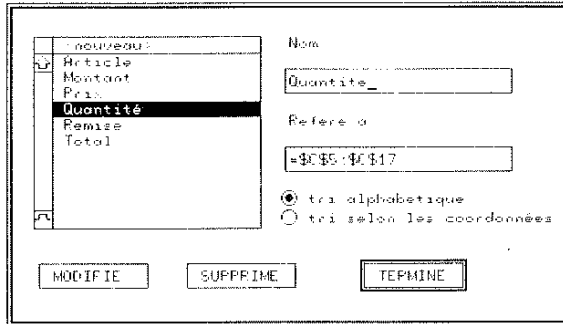 <nouveau>
Article
Montant
Prix
Quantité
Remise
Total
Nom
Quantite_
Refere a
=$C$5:$C$17
tri alphabetique
tri selon les coordonnées
MODIFIE
SUPPRIME
TERMINE